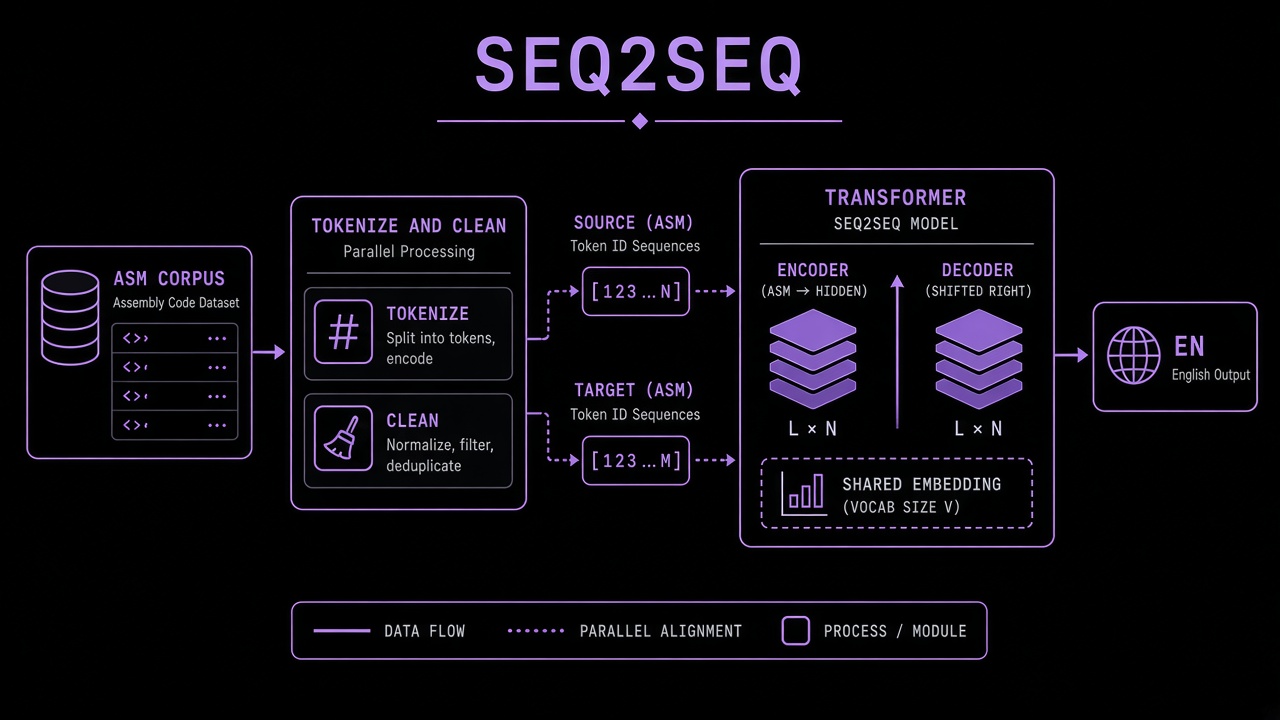 SEQ2SEQ
ASM CORPUS
Assembly Code Dataset
<>› ...
<>‹ ...
<>‹ ...
<>‹ ...
TOKENIZE AND CLEAN
Parallel Processing
#
TOKENIZE
Split into tokens,
encode
CLEAN
Normalize, filter,
deduplicate
SOURCE (ASM)
Token ID Sequences
[123...N]
TARGET (ASM)
Token ID Sequences
[123...M]
TRANSFORMER
SEQ2SEQ MODEL
ENCODER
(ASM → HIDDEN)
L × N
DECODER
(SHIFTED RIGHT)
L × N
SHARED EMBEDDING
(VOCAB SIZE V)
EN
English Output
DATA FLOW
PARALLEL ALIGNMENT
PROCESS / MODULE